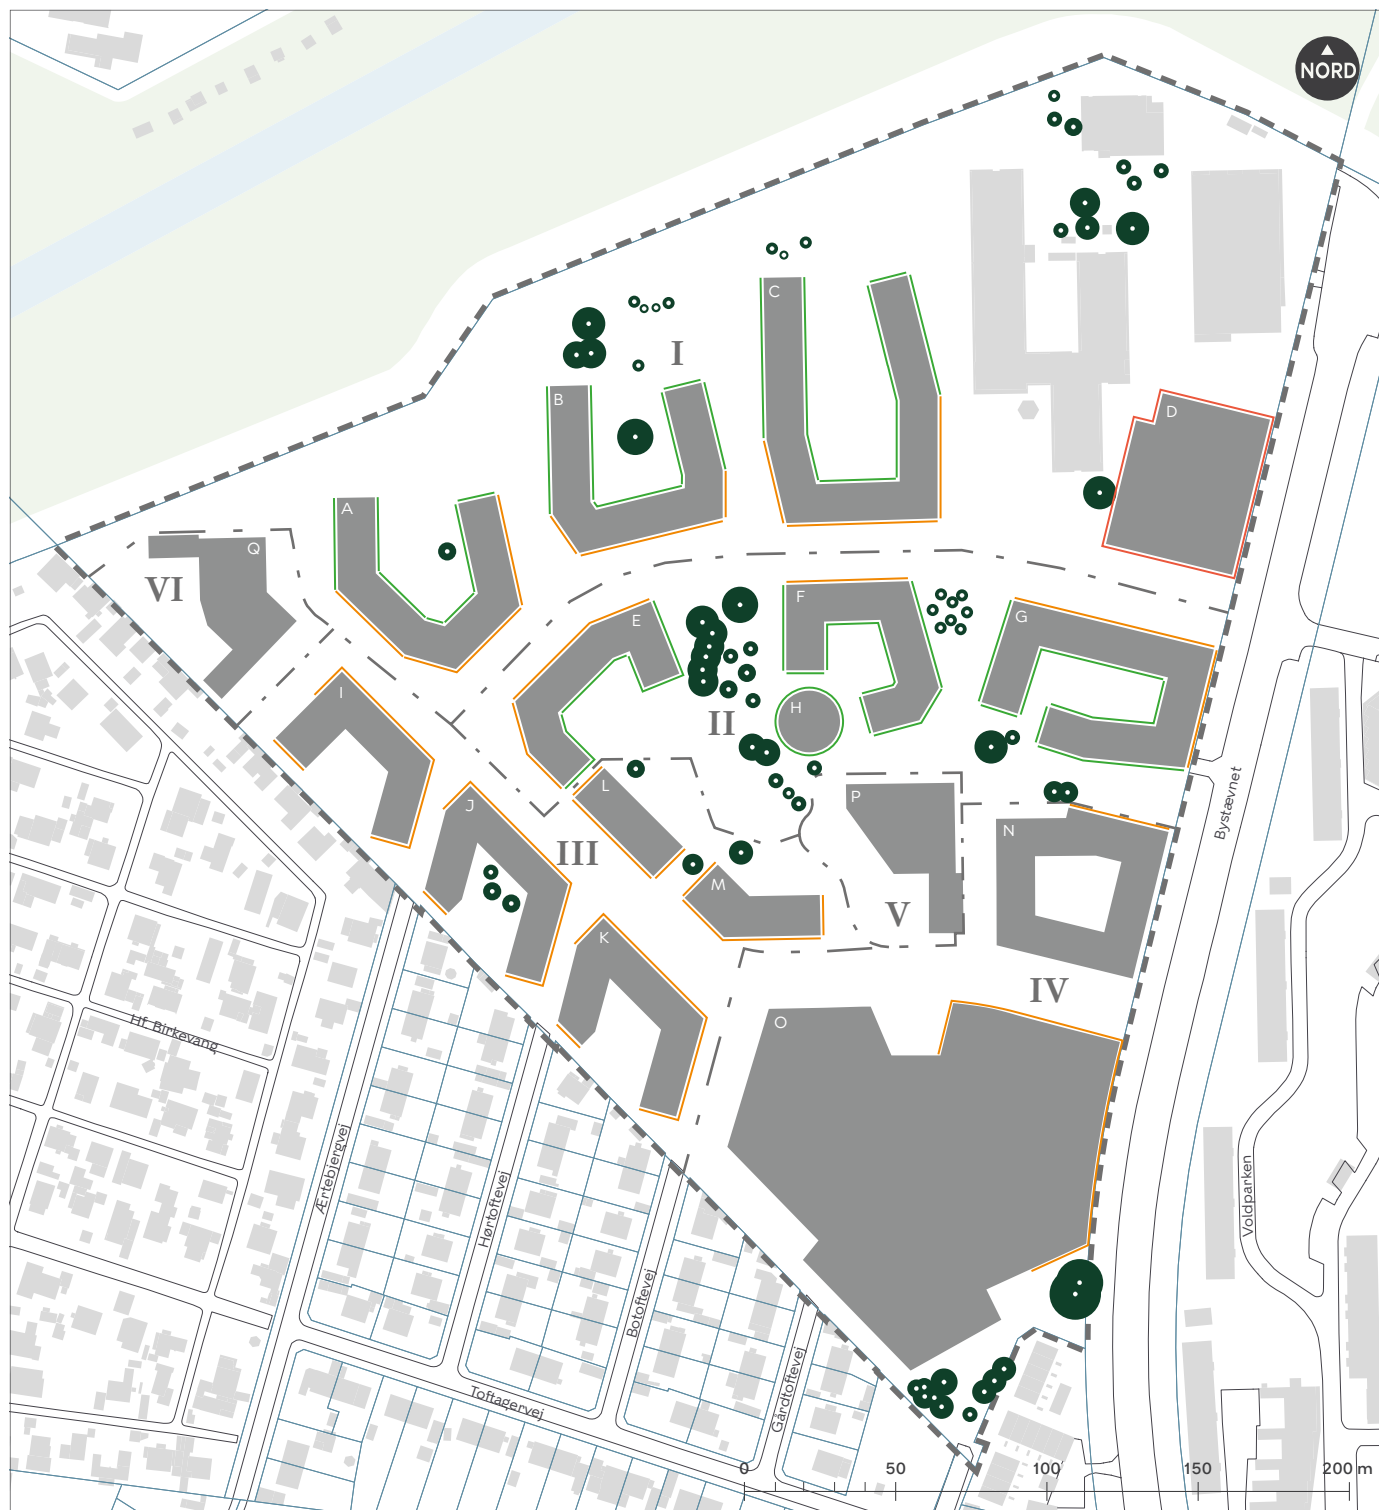 NORD
C
I
B
D
A
Q
VI
F
E
G
I
H
II
L
P
J
N
III
M
V
K
IV
O
Bystævnet
Hf. Birkevang
Ærtebjergvej
Hørtoftevej
Voldparken
Botoftevej
Gårdtoftevej
Toftagervej
0 50 100 150 200 m